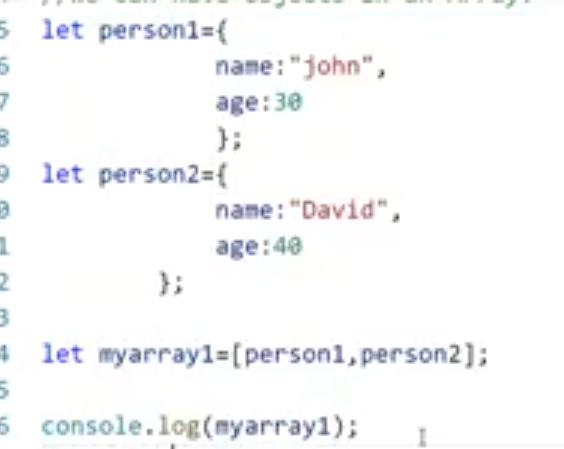 //We can have objects in an Array.
5 let person1={
6 name:"john",
7 age:30
8 };
9 let person2={
0 name:"David",
1 age:40
2 };
3
4 let myarray1=[person1,person2];
5
6 console.log(myarray1);